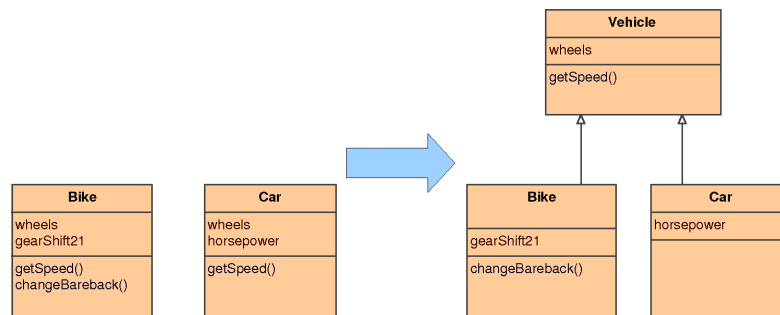 Vehicle
wheels
getSpeed()
Bike
wheels
gearShift21
getSpeed()
changeBareback()
Car
wheels
horsepower
getSpeed()
Bike
gearShift21
changeBareback()
Car
horsepower